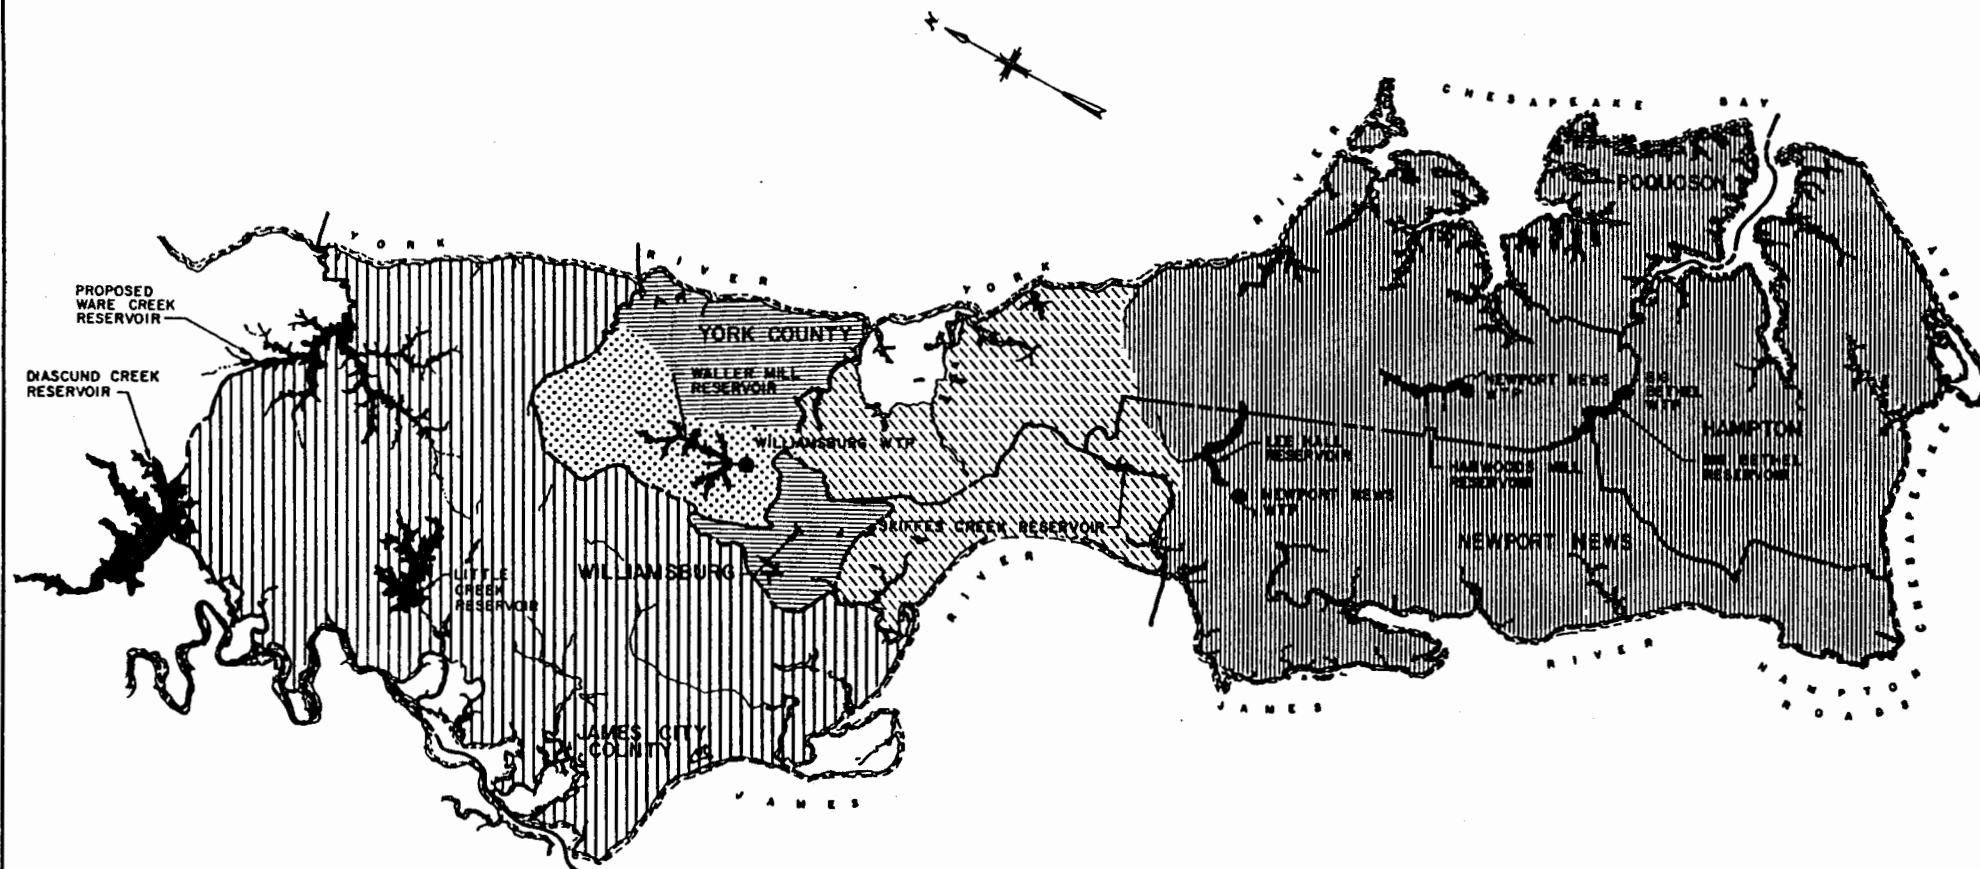 N
CHESAPEAKE BAY
YORK RIVER
YORK RIVER
POQUOSON
PROPOSED
WARE CREEK
RESERVOIR
DIASCUND CREEK
RESERVOIR
YORK COUNTY
WALLER MILL
RESERVOIR
WILLIAMSBURG WTP
NEWPORT NEWS
WTP
BIG
BETHEL
WTP
HAMPTON
LEE HALL
RESERVOIR
HARWOODS MILL
RESERVOIR
BIG BETHEL
RESERVOIR
NEWPORT NEWS
WTP
SKIFFES CREEK RESERVOIR
NEWPORT NEWS
LITTLE
CREEK
RESERVOIR
WILLIAMSBURG
JAMES CITY
COUNTY
JAMES RIVER
JAMES RIVER
HAMPTON
ROADS
CHESAPEAKE
BAY